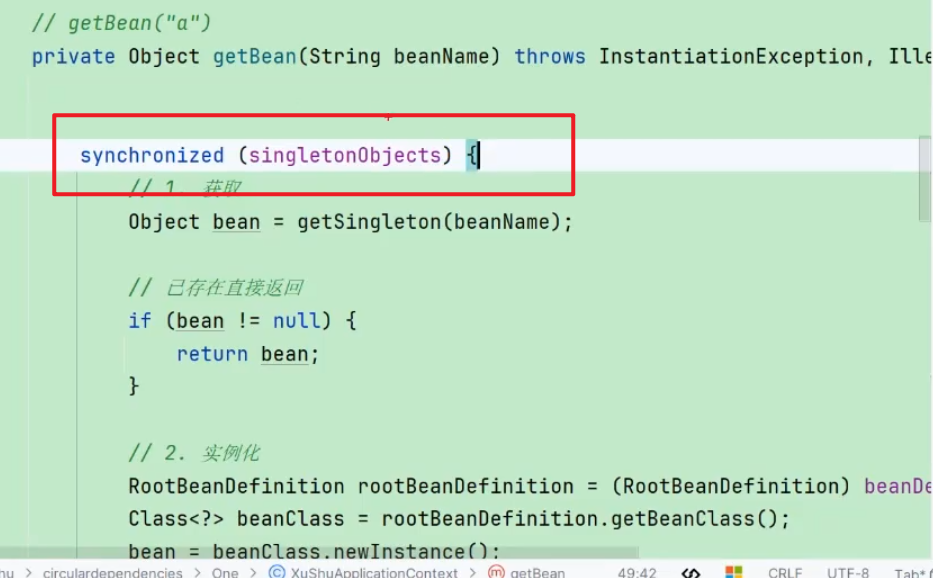 // getBean("a")
private Object getBean(String beanName) throws InstantiationException, Ille
synchronized (singletonObjects) {
// 1. 获取
Object bean = getSingleton(beanName);
// 已存在直接返回
if (bean != null) {
return bean;
}
// 2. 实例化
RootBeanDefinition rootBeanDefinition = (RootBeanDefinition) beanDe
Class<?> beanClass = rootBeanDefinition.getBeanClass();
bean = beanClass.newInstance();
hu > circulardependencies > One > XuShuApplicationContext > getBean 49:42 CRLF UTF-8 Tab*